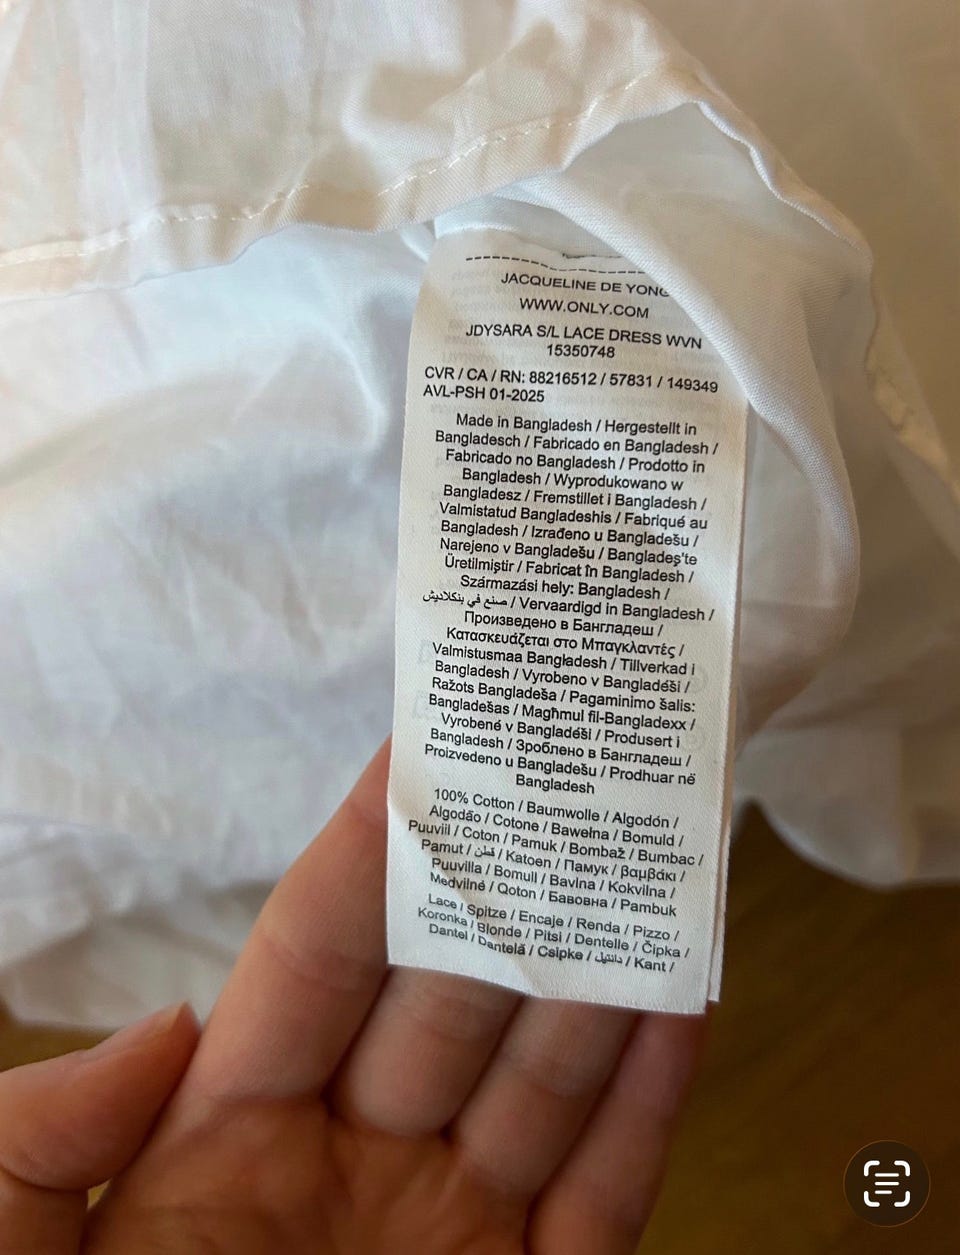 JACQUELINE DE YONG
WWW.ONLY.COM
JDYSARA S/L LACE DRESS WVN
15350748
CVR / CA / RN: 88216512 / 57831 / 149349
AVL-PSH 01-2025
Made in Bangladesh / Hergestellt in
Bangladesch / Fabricado en Bangladesh /
Fabricado no Bangladesh / Prodotto in
Bangladesh / Wyprodukowano w
Bangladesz / Fremstillet i Bangladesh /
Valmistatud Bangladeshis / Fabriqué au
Bangladesh / Izrađeno u Bangladešu /
Narejeno v Bangladešu / Bangladeş'te
Üretilmiştir / Fabricat în Bangladesh /
Származási hely: Bangladesh /
صنع في بنكلاديش / Vervaardigd in Bangladesh /
Произведено в Бангладеш /
Κατασκευάζεται στο Μπαγκλαντές /
Valmistusmaa Bangladesh / Tillverkad i
Bangladesh / Vyrobeno v Bangladéši /
Ražots Bangladeša / Pagaminimo šalis:
Bangladešas / Magħmul fil-Bangladexx /
Vyrobené v Bangladéši / Produsert i
Bangladesh / Зроблено в Бангладеш /
Proizvedeno u Bangladešu / Prodhuar në
Bangladesh
100% Cotton / Baumwolle / Algodón /
Algodão / Cotone / Bawełna / Bomuld /
Puuvill / Coton / Pamuk / Bombaž / Bumbac /
Pamut / قطن / Katoen / Памук / βαμβάκι /
Puuvilla / Bomull / Bavlna / Kokvilna /
Medvilnė / Qoton / Бавовна / Pambuk
Lace / Spitze / Encaje / Renda / Pizzo /
Koronka / Blonde / Pitsi / Dentelle / Čipka /
Dantel / Dantelă / Csipke / دانتيل / Kant /